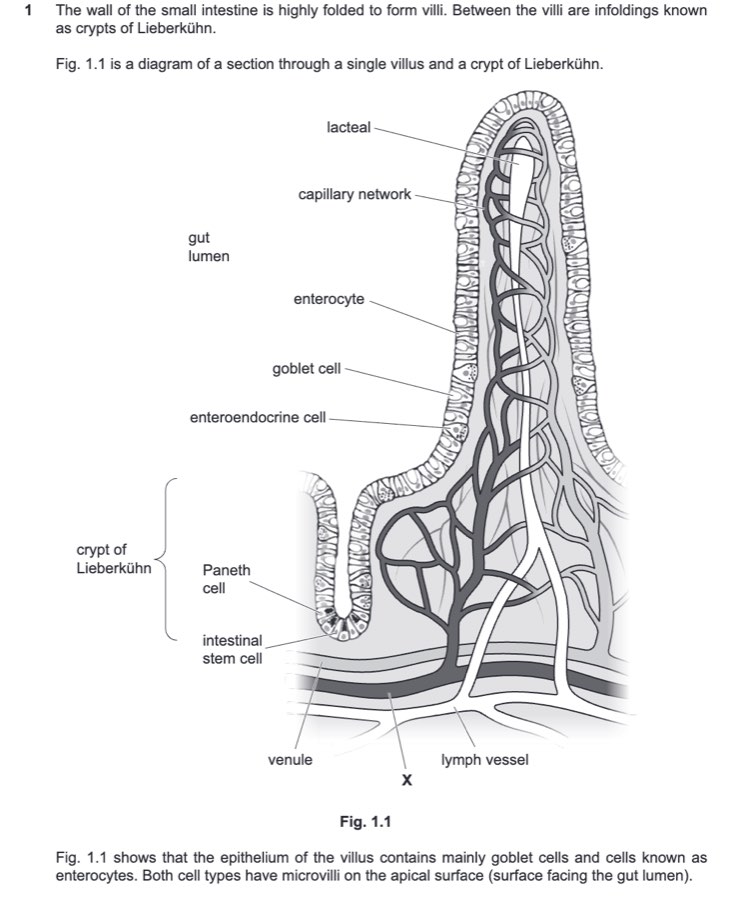 1 The wall of the small intestine is highly folded to form villi. Between the villi are infoldings known
as crypts of Lieberkühn.
Fig. 1.1 is a diagram of a section through a single villus and a crypt of Lieberkühn.
lacteal
capillary network
gut
lumen
enterocyte
goblet cell
enteroendocrine cell
crypt of
Lieberkühn
Paneth
cell
intestinal
stem cell
venule
lymph vessel
X
Fig. 1.1
Fig. 1.1 shows that the epithelium of the villus contains mainly goblet cells and cells known as
enterocytes. Both cell types have microvilli on the apical surface (surface facing the gut lumen).